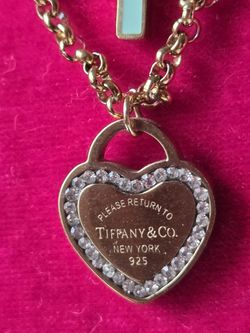 PLEASE RETURN TO
TIFFANY & CO.
NEW YORK
925